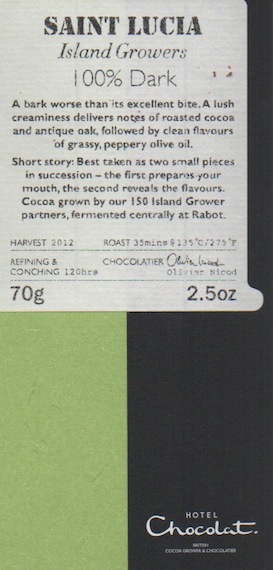 SAINT LUCIA
Island Growers
100% Dark
A bark worse than its excellent bite. A lush
creaminess delivers notes of roasted cocoa
and antique oak, followed by clean flavours
of grassy, peppery olive oil.
Short story: Best taken as two small pieces
in succession – the first prepares your
mouth, the second reveals the flavours.
Cocoa grown by our 150 Island Grower
partners, fermented centrally at Rabot.
HARVEST 2012 ROAST 35mins @135°C/275°F
REFINING & CHOCOLATIER Olivier Nicod
CONCHING 120hrs Olivier Nicod
70g 2.5oz
HOTEL
Chocolat.
BRITISH
COCOA GROWER & CHOCOLATIER